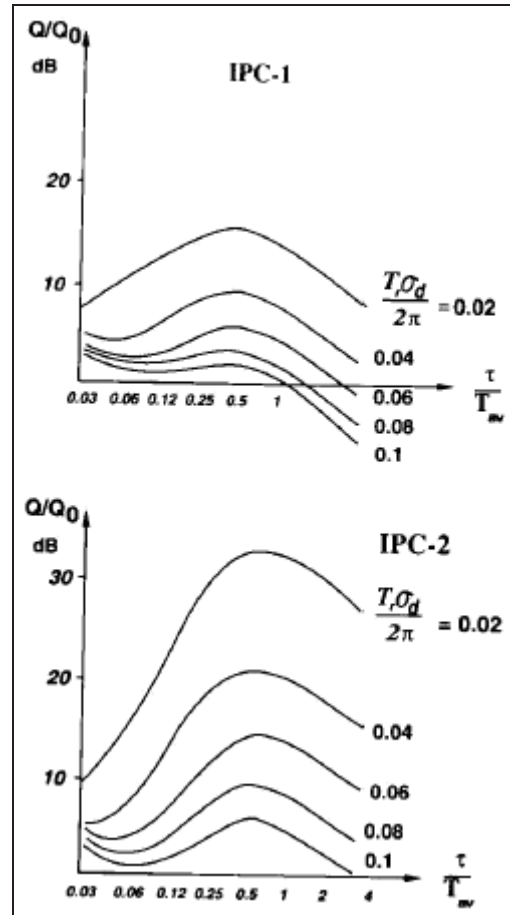 Q/Q0
dB
IPC-1
20
10
Trσd/2π = 0.02
0.04
0.06
0.08
0.1
0.03 0.06 0.12 0.25 0.5 1
τ/Tav
Q/Q0
dB
IPC-2
30
Trσd/2π = 0.02
20
0.04
10
0.06
0.08
0.1
0.03 0.06 0.12 0.25 0.5 1 2 4
τ/Tav